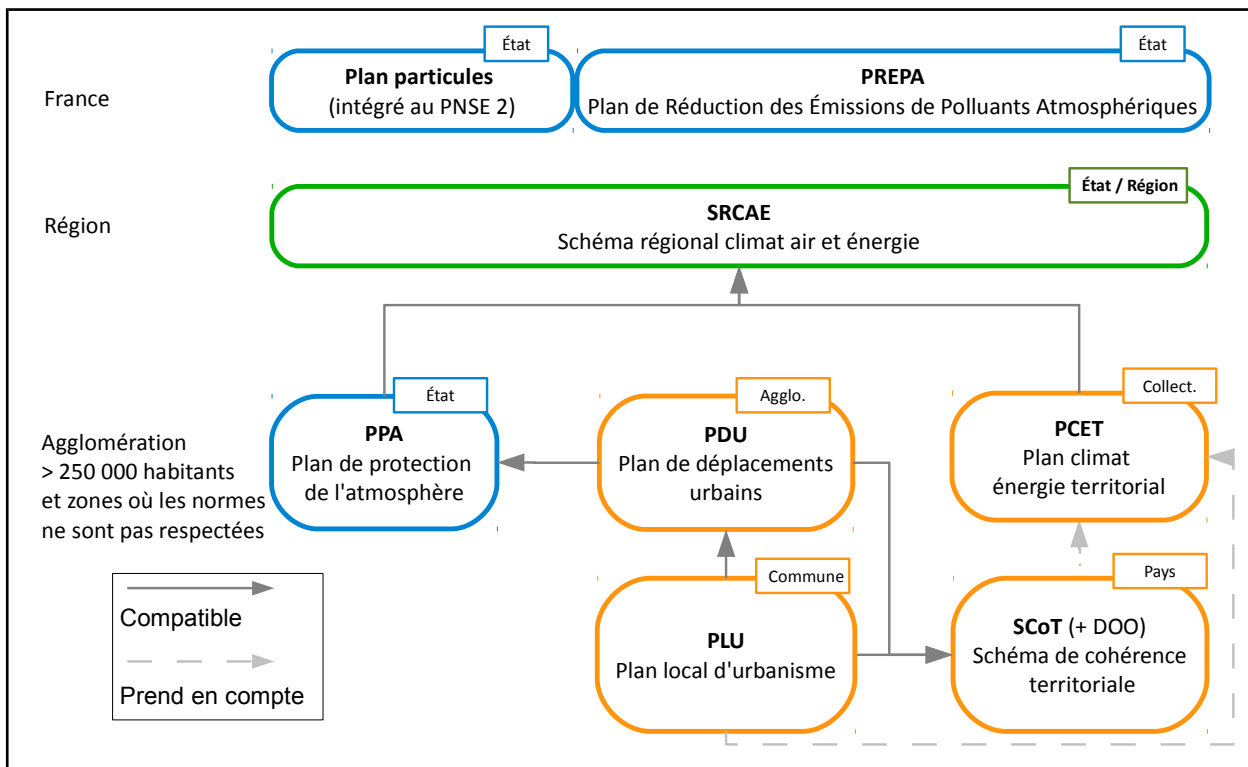 État
État
Plan particules
(intégré au PNSE 2)
PREPA
Plan de Réduction des Émissions de Polluants Atmosphériques
France
État / Région
SRCAE
Schéma régional climat air et énergie
Région
État
Agglo.
Collect.
PPA
Plan de protection
de l'atmosphère
PDU
Plan de déplacements
urbains
PCET
Plan climat
énergie territorial
Agglomération
> 250 000 habitants
et zones où les normes
ne sont pas respectées
Commune
Pays
PLU
Plan local d'urbanisme
SCoT (+ DOO)
Schéma de cohérence
territoriale
Compatible
Prend en compte